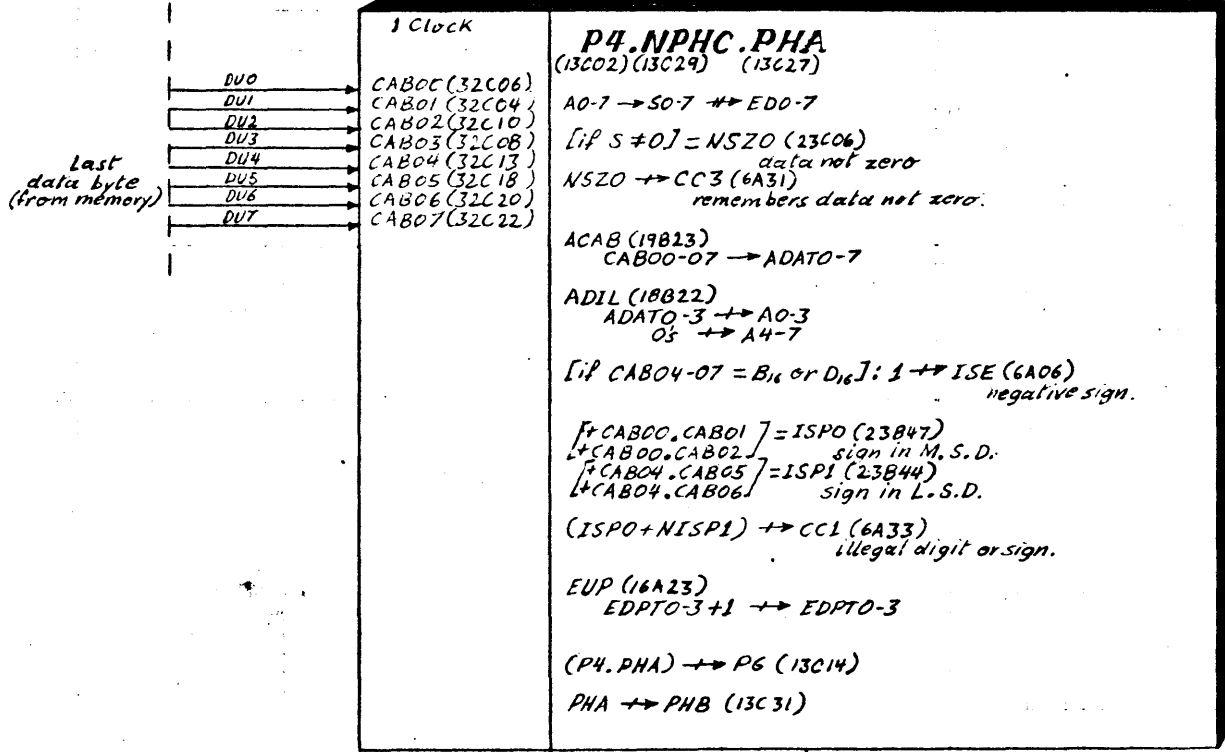 1 Clock
P4.NPHC.PHA
(13C02)(13C29) (13C27)
DU0
CAB00 (32C06)
DU1
CAB01 (32C04)
DU2
CAB02 (32C10)
DU3
CAB03 (32C08)
DU4
CAB04 (32C13)
DU5
CAB05 (32C18)
DU6
CAB06 (32C20)
DU7
CAB07 (32C22)
Last
data byte
(from memory)
A0-7 → S0-7 ⇸ ED0-7
[if S ≠ 0] = NSZ0 (23C06)
data not zero
NSZ0 ⇸ CC3 (6A31)
remembers data not zero.
ACAB (19B23)
CAB00-07 → ADAT0-7
ADIL (18B22)
ADAT0-3 ⇸ A0-3
0's ⇸ A4-7
[if CAB04-07 = B₁₆ or D₁₆]: 1 ⇸ ISE (6A06)
negative sign.
[+CAB00.CAB01] = ISP0 (23B47)
[+CAB00.CAB02] sign in M.S.D.
[+CAB04.CAB05] = ISP1 (23B44)
[+CAB04.CAB06] sign in L.S.D.
(ISP0+NISP1) ⇸ CC1 (6A33)
illegal digit or sign.
EUP (16A23)
EDPT0-3+1 ⇸ EDPT0-3
(P4.PHA) ⇸ P6 (13C14)
PHA ⇸ PHB (13C31)